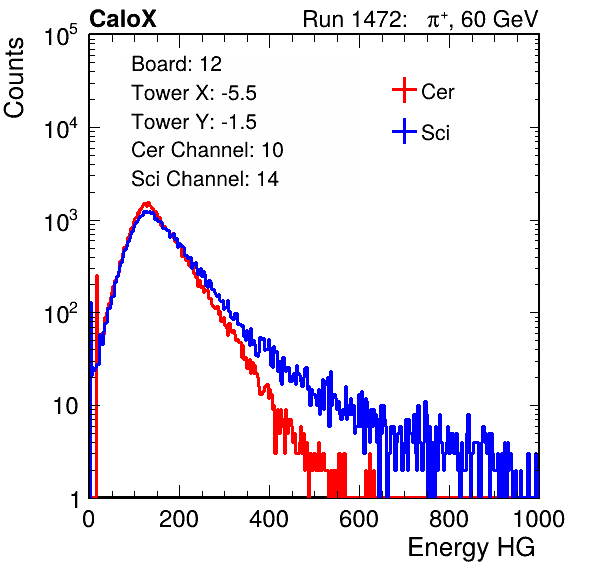 CaloX Run 1472: π⁺, 60 GeV
Counts
10⁵
10⁴
10³
10²
10
1
Board: 12
Tower X: -5.5
Tower Y: -1.5
Cer Channel: 10
Sci Channel: 14
Cer
Sci
0 200 400 600 800 1000
Energy HG